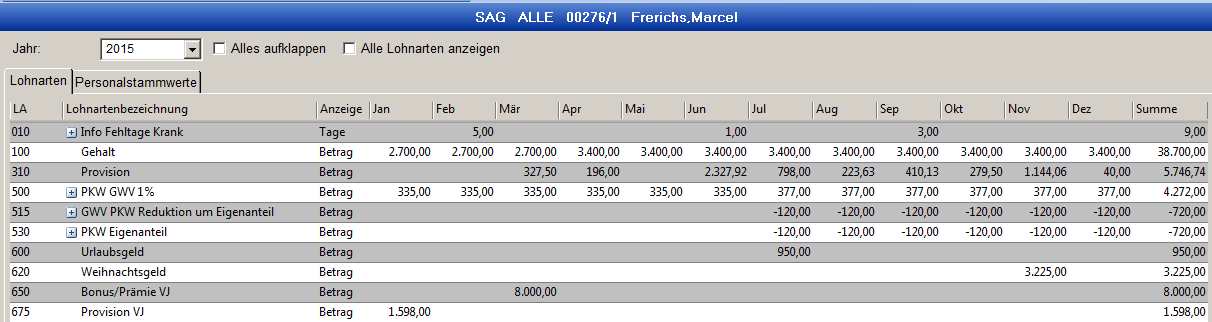 SAG ALLE 00276/1 Frerichs,Marcel
Jahr: 2015 Alles aufklappen Alle Lohnarten anzeigen
Lohnarten Personalstammwerte
LA Lohnartenbezeichnung Anzeige Jan Feb Mär Apr Mai Jun Jul Aug Sep Okt Nov Dez Summe
010 Info Fehltage Krank Tage 5,00 1,00 3,00 9,00
100 Gehalt Betrag 2.700,00 2.700,00 2.700,00 3.400,00 3.400,00 3.400,00 3.400,00 3.400,00 3.400,00 3.400,00 3.400,00 3.400,00 38.700,00
310 Provision Betrag 327,50 196,00 2.327,92 798,00 223,63 410,13 279,50 1.144,06 40,00 5.746,74
500 PKW GWV 1% Betrag 335,00 335,00 335,00 335,00 335,00 335,00 377,00 377,00 377,00 377,00 377,00 377,00 4.272,00
515 GWV PKW Reduktion um Eigenanteil Betrag -120,00 -120,00 -120,00 -120,00 -120,00 -120,00 -720,00
530 PKW Eigenanteil Betrag -120,00 -120,00 -120,00 -120,00 -120,00 -120,00 -720,00
600 Urlaubsgeld Betrag 950,00 950,00
620 Weihnachtsgeld Betrag 3.225,00 3.225,00
650 Bonus/Prämie VJ Betrag 8.000,00 8.000,00
675 Provision VJ Betrag 1.598,00 1.598,00